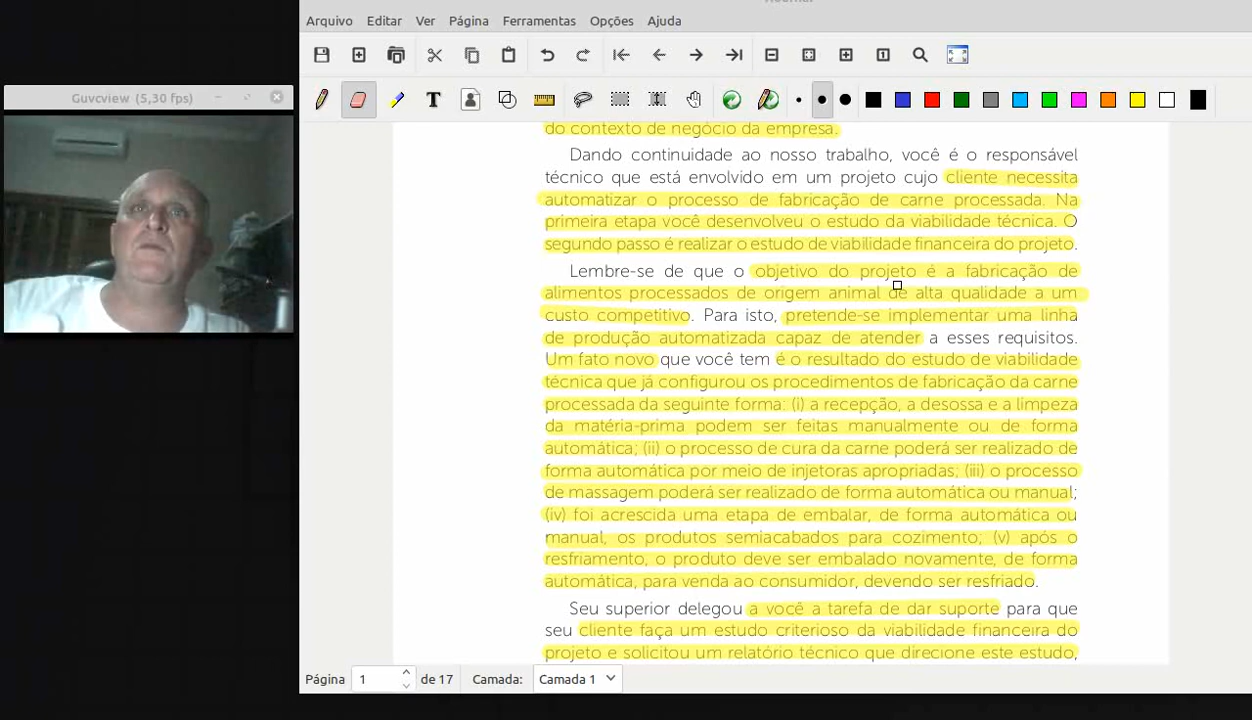 Arquivo Editar Ver Página Ferramentas Opções Ajuda
Guvcview (5,30 fps)
do contexto de negócio da empresa.
Dando continuidade ao nosso trabalho, você é o responsável
técnico que está envolvido em um projeto cujo cliente necessita
automatizar o processo de fabricação de carne processada. Na
primeira etapa você desenvolveu o estudo da viabilidade técnica. O
segundo passo é realizar o estudo de viabilidade financeira do projeto.
Lembre-se de que o objetivo do projeto é a fabricação de
alimentos processados de origem animal de alta qualidade a um
custo competitivo. Para isto, pretende-se implementar uma linha
de produção automatizada capaz de atender a esses requisitos.
Um fato novo que você tem é o resultado do estudo de viabilidade
técnica que já configurou os procedimentos de fabricação da carne
processada da seguinte forma: (i) a recepção, a desossa e a limpeza
da matéria-prima podem ser feitas manualmente ou de forma
automática; (ii) o processo de cura da carne poderá ser realizado de
forma automática por meio de injetoras apropriadas; (iii) o processo
de massagem poderá ser realizado de forma automática ou manual;
(iv) foi acrescida uma etapa de embalar, de forma automática ou
manual, os produtos semiacabados para cozimento; (v) após o
resfriamento, o produto deve ser embalado novamente, de forma
automática, para venda ao consumidor, devendo ser resfriado.
Seu superior delegou a você a tarefa de dar suporte para que
seu cliente faça um estudo criterioso da viabilidade financeira do
projeto e solicitou um relatório técnico que direcione este estudo,
Página 1 de 17 Camada: Camada 1